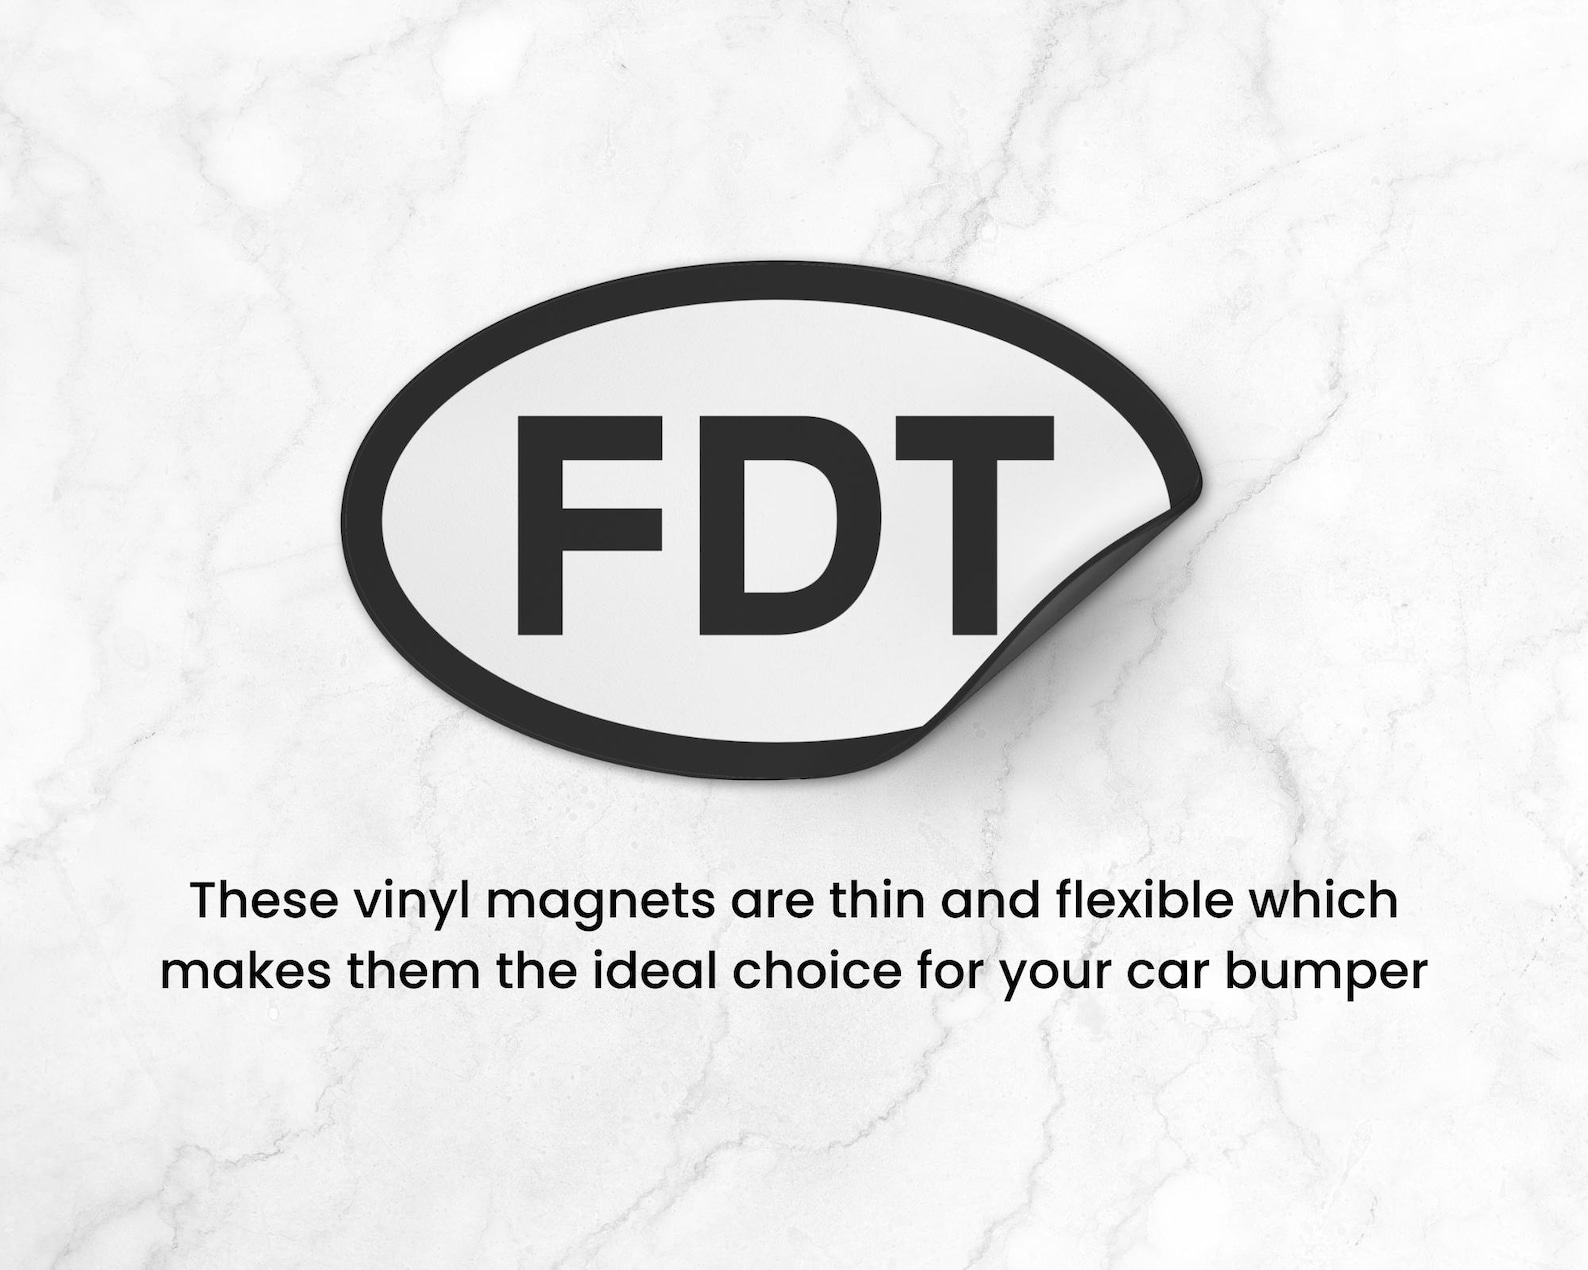 FDT
These vinyl magnets are thin and flexible which
makes them the ideal choice for your car bumper